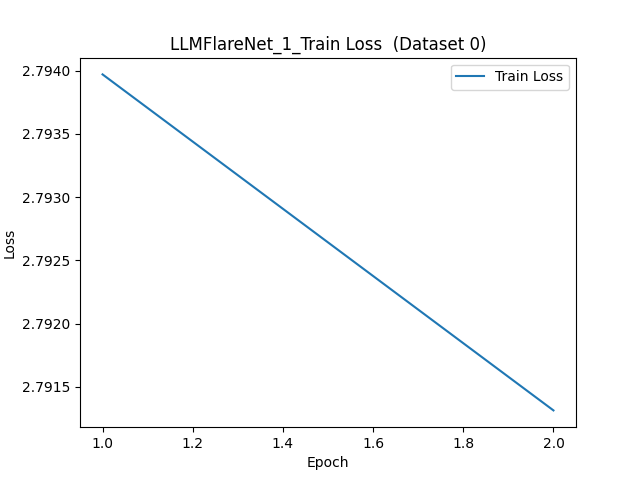 LLMFlareNet_1_Train Loss  (Dataset 0)
Train Loss
2.7940
2.7935
2.7930
2.7925
2.7920
2.7915
Loss
1.0 1.2 1.4 1.6 1.8 2.0
Epoch